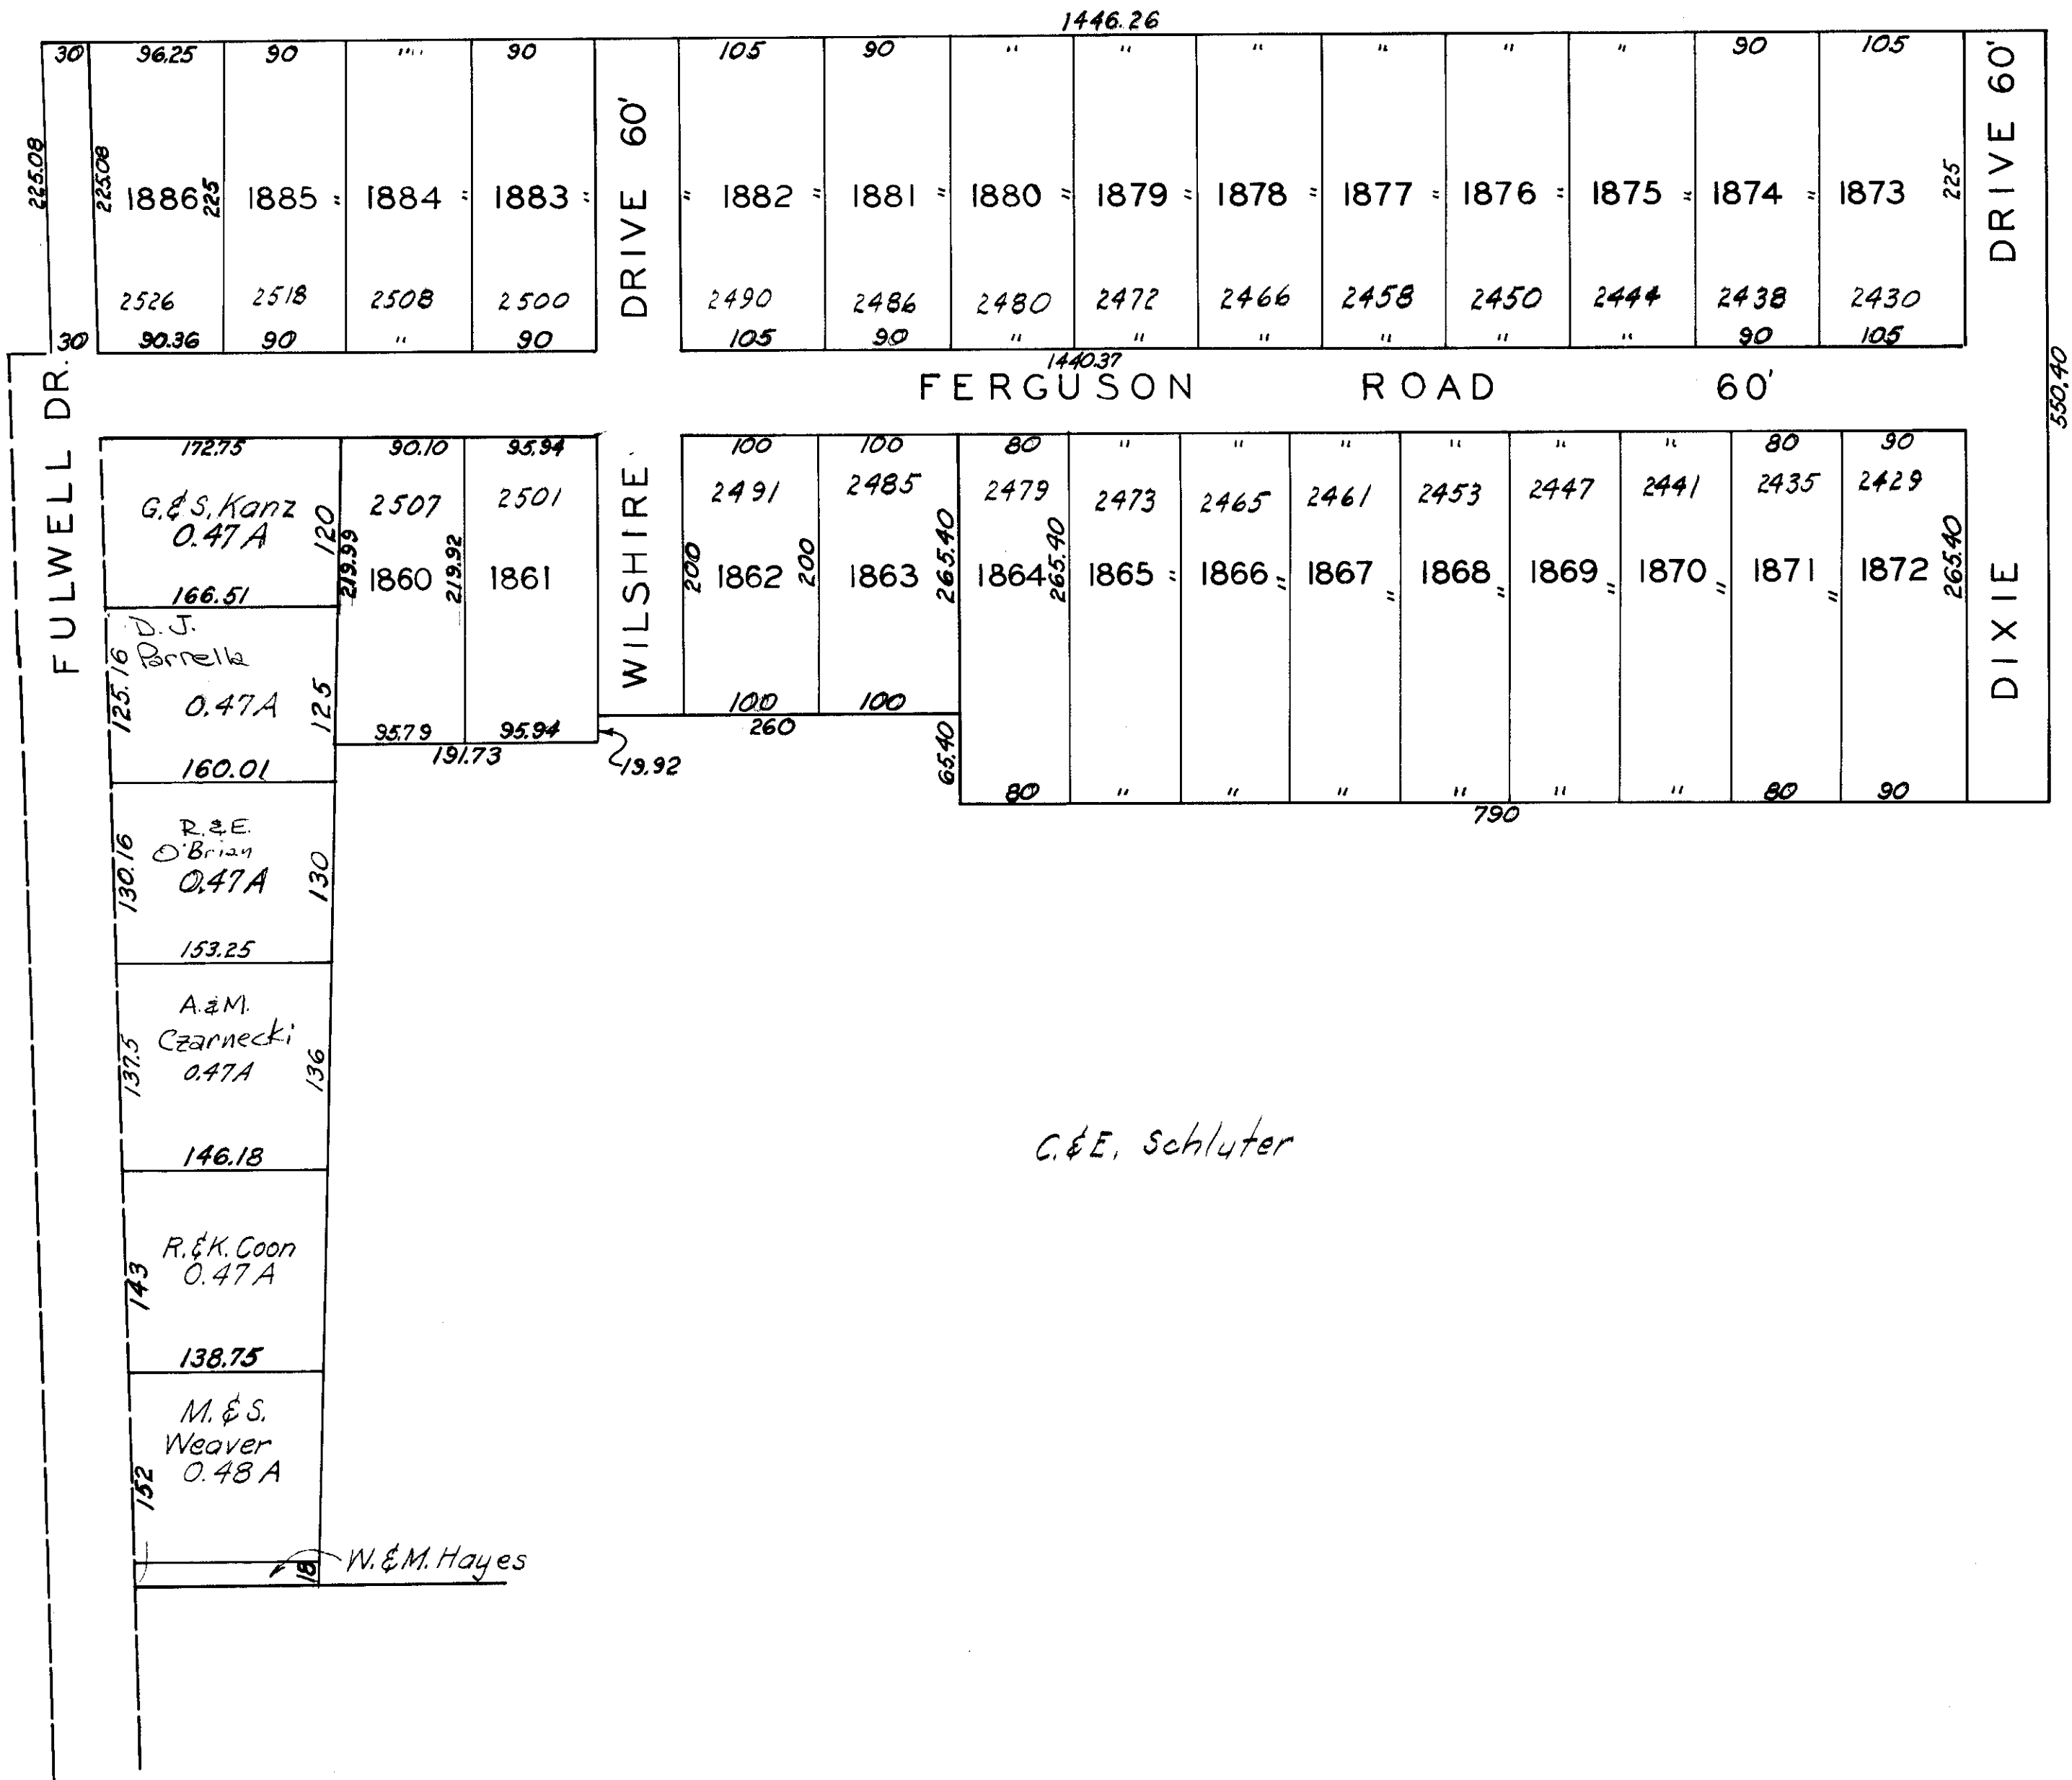 1446.26
30 96.25 90 "" 90 105 90 " " " " " " 90 105
DRIVE 60'
DRIVE 60'
225.08
225.08 1886 225 1885 " 1884 " 1883 " " 1882 " 1881 " 1880 " 1879 " 1878 " 1877 " 1876 " 1875 " 1874 " 1873 225
2526 2518 2508 2500 2490 2486 2480 2472 2466 2458 2450 2444 2438 2430
30 90.36 90 " 90 105 90 " " " " " " 90 105
1440.37
FERGUSON ROAD 60'
550.40
FULWELL DR.
172.75 90.10 95.94 100 100 80 " " " " " " 80 90
G. & S. Kanz
0.47 A
120
166.51
2507 2501 2491 2485 2479 2473 2465 2461 2453 2447 2441 2435 2429
219.99 1860 219.92 1861
WILSHIRE
200 1862 200 1863 265.40 1864 265.40 1865 " 1866 " 1867 " 1868 " 1869 " 1870 " 1871 " 1872 265.40
DIXIE
D. J.
Parrella
0.47A
125.16 125
160.01
95.79 95.94
191.73
19.92
100 100
260
65.40
80 " " " " " " 80 90
790
R. & E.
O'Brian
0.47A
130.16 130
153.25
A. & M.
Czarnecki
0.47A
137.5 136
146.18
C. & E. Schluter
R. & K. Coon
0.47 A
143
138.75
M. & S.
Weaver
0.48 A
152
18 W. & M. Hayes